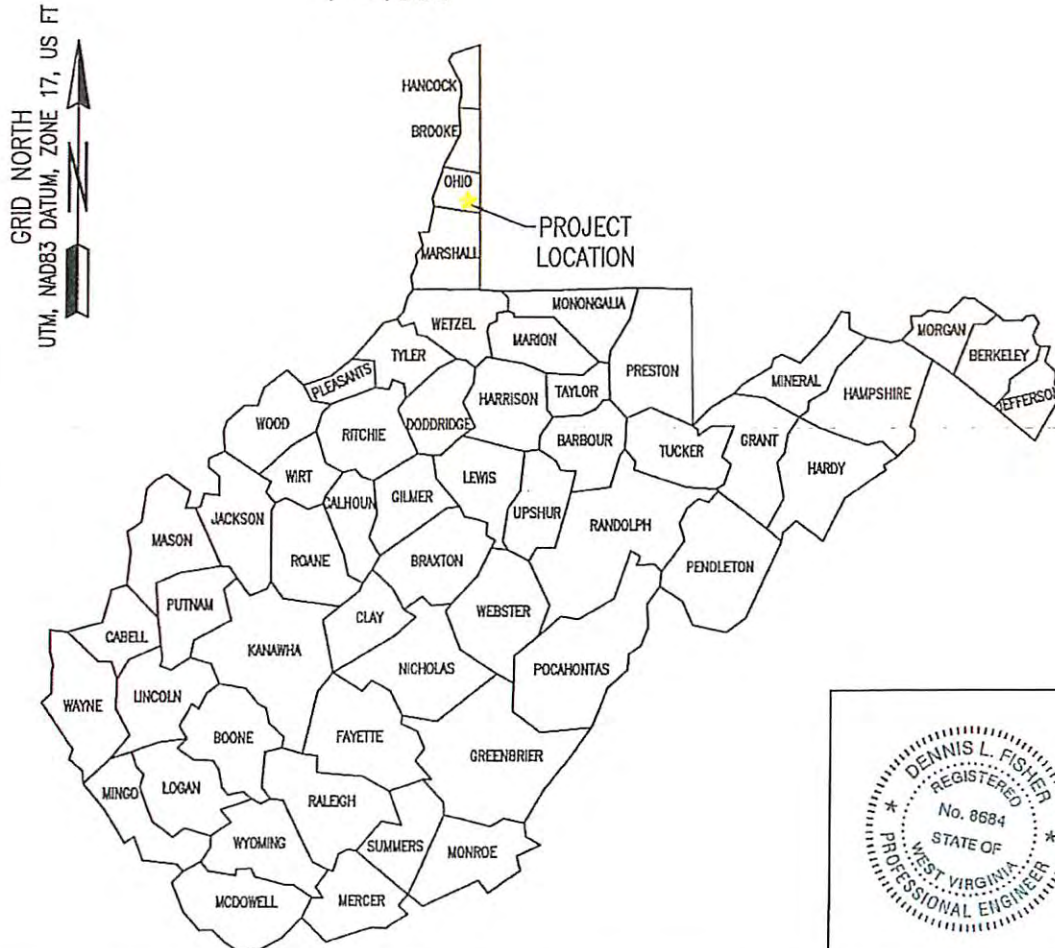 GRID NORTH
UTM, NAD83 DATUM, ZONE 17, US FT
N
HANCOCK
BROOKE
OHIO
PROJECT
LOCATION
MARSHALL
WETZEL
MONONGALIA
MARION
MORGAN
BERKELEY
TYLER
PLEASANTS
PRESTON
MINERAL
HAMPSHIRE
JEFFERSON
HARRISON
TAYLOR
WOOD
RITCHIE
DODDRIDGE
BARBOUR
TUCKER
GRANT
HARDY
WIRT
LEWIS
CALHOUN
GILMER
UPSHUR
RANDOLPH
JACKSON
MASON
ROANE
BRAXTON
PENDLETON
PUTNAM
CLAY
WEBSTER
CABELL
KANAWHA
NICHOLAS
POCAHONTAS
WAYNE
LINCOLN
BOONE
FAYETTE
GREENBRIER
MINGO
LOGAN
RALEIGH
WYOMING
SUMMERS
MONROE
MCDOWELL
MERCER
DENNIS L. FISHER
REGISTERED
No. 8684
STATE OF
WEST VIRGINIA
PROFESSIONAL ENGINEER